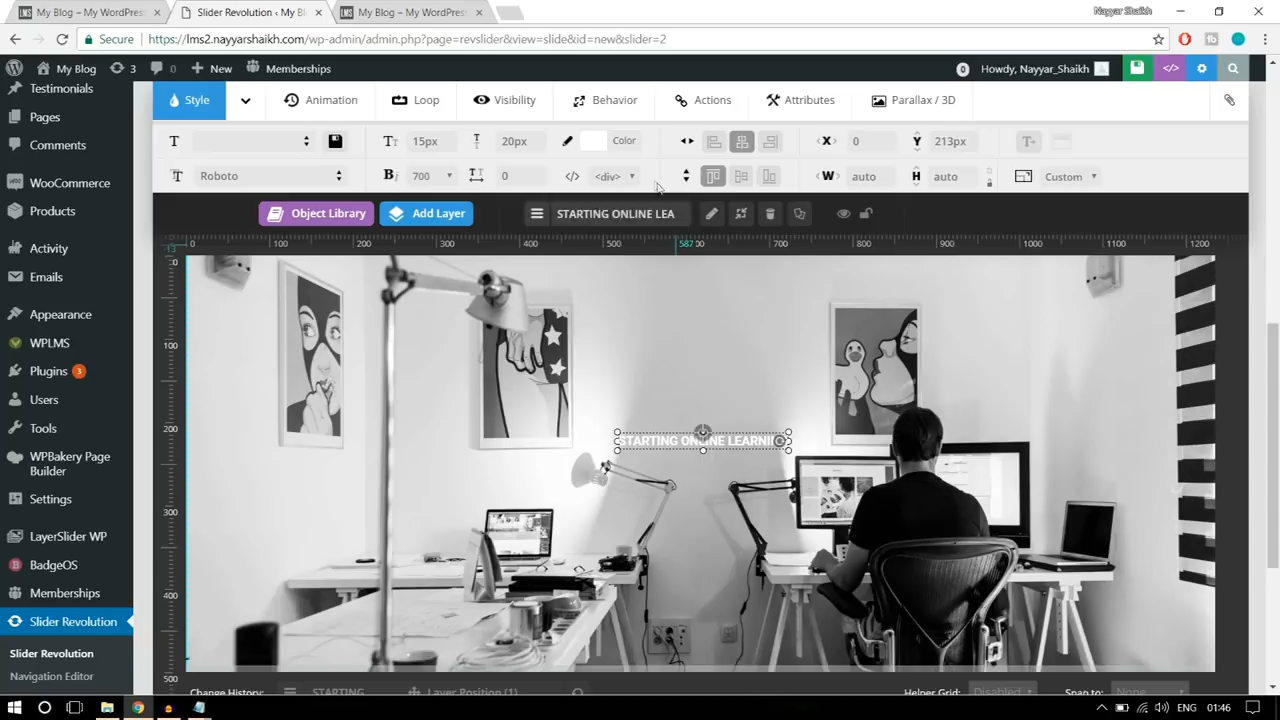 My Blog – My WordPress
Slider Revolution ‹ My Bl
My Blog – My WordPress
Nayyar Shaikh
Secure
https://lms2.nayyarshaikh.com/wp-admin/admin.php?page=revslider&view=slide&id=new&slider=2
My Blog
3
0
New
Memberships
0
Howdy, Nayyar_Shaikh
Testimonials
Pages
Comments
WooCommerce
Products
Activity
Emails
Appearance
WPLMS
Plugins 3
Users
Tools
WPBakery Page
Builder
Settings
LayerSlider WP
BadgeOS
Memberships
Slider Revolution
Slider Revolution
Navigation Editor
Style
Animation
Loop
Visibility
Behavior
Actions
Attributes
Parallax / 3D
15px
20px
Color
X
0
Y
213px
Roboto
700
0
<div>
W
auto
H
auto
Custom
Object Library
Add Layer
STARTING ONLINE LEA
0 100 200 300 400 500 587 700 800 900 1000 1100 1200
0
100
200
300
400
500
STARTING ONLINE LEARNING
Change History:
STARTING
Layer Position (1)
Helper Grid:
Disabled
Snap to:
None
ENG
01:46